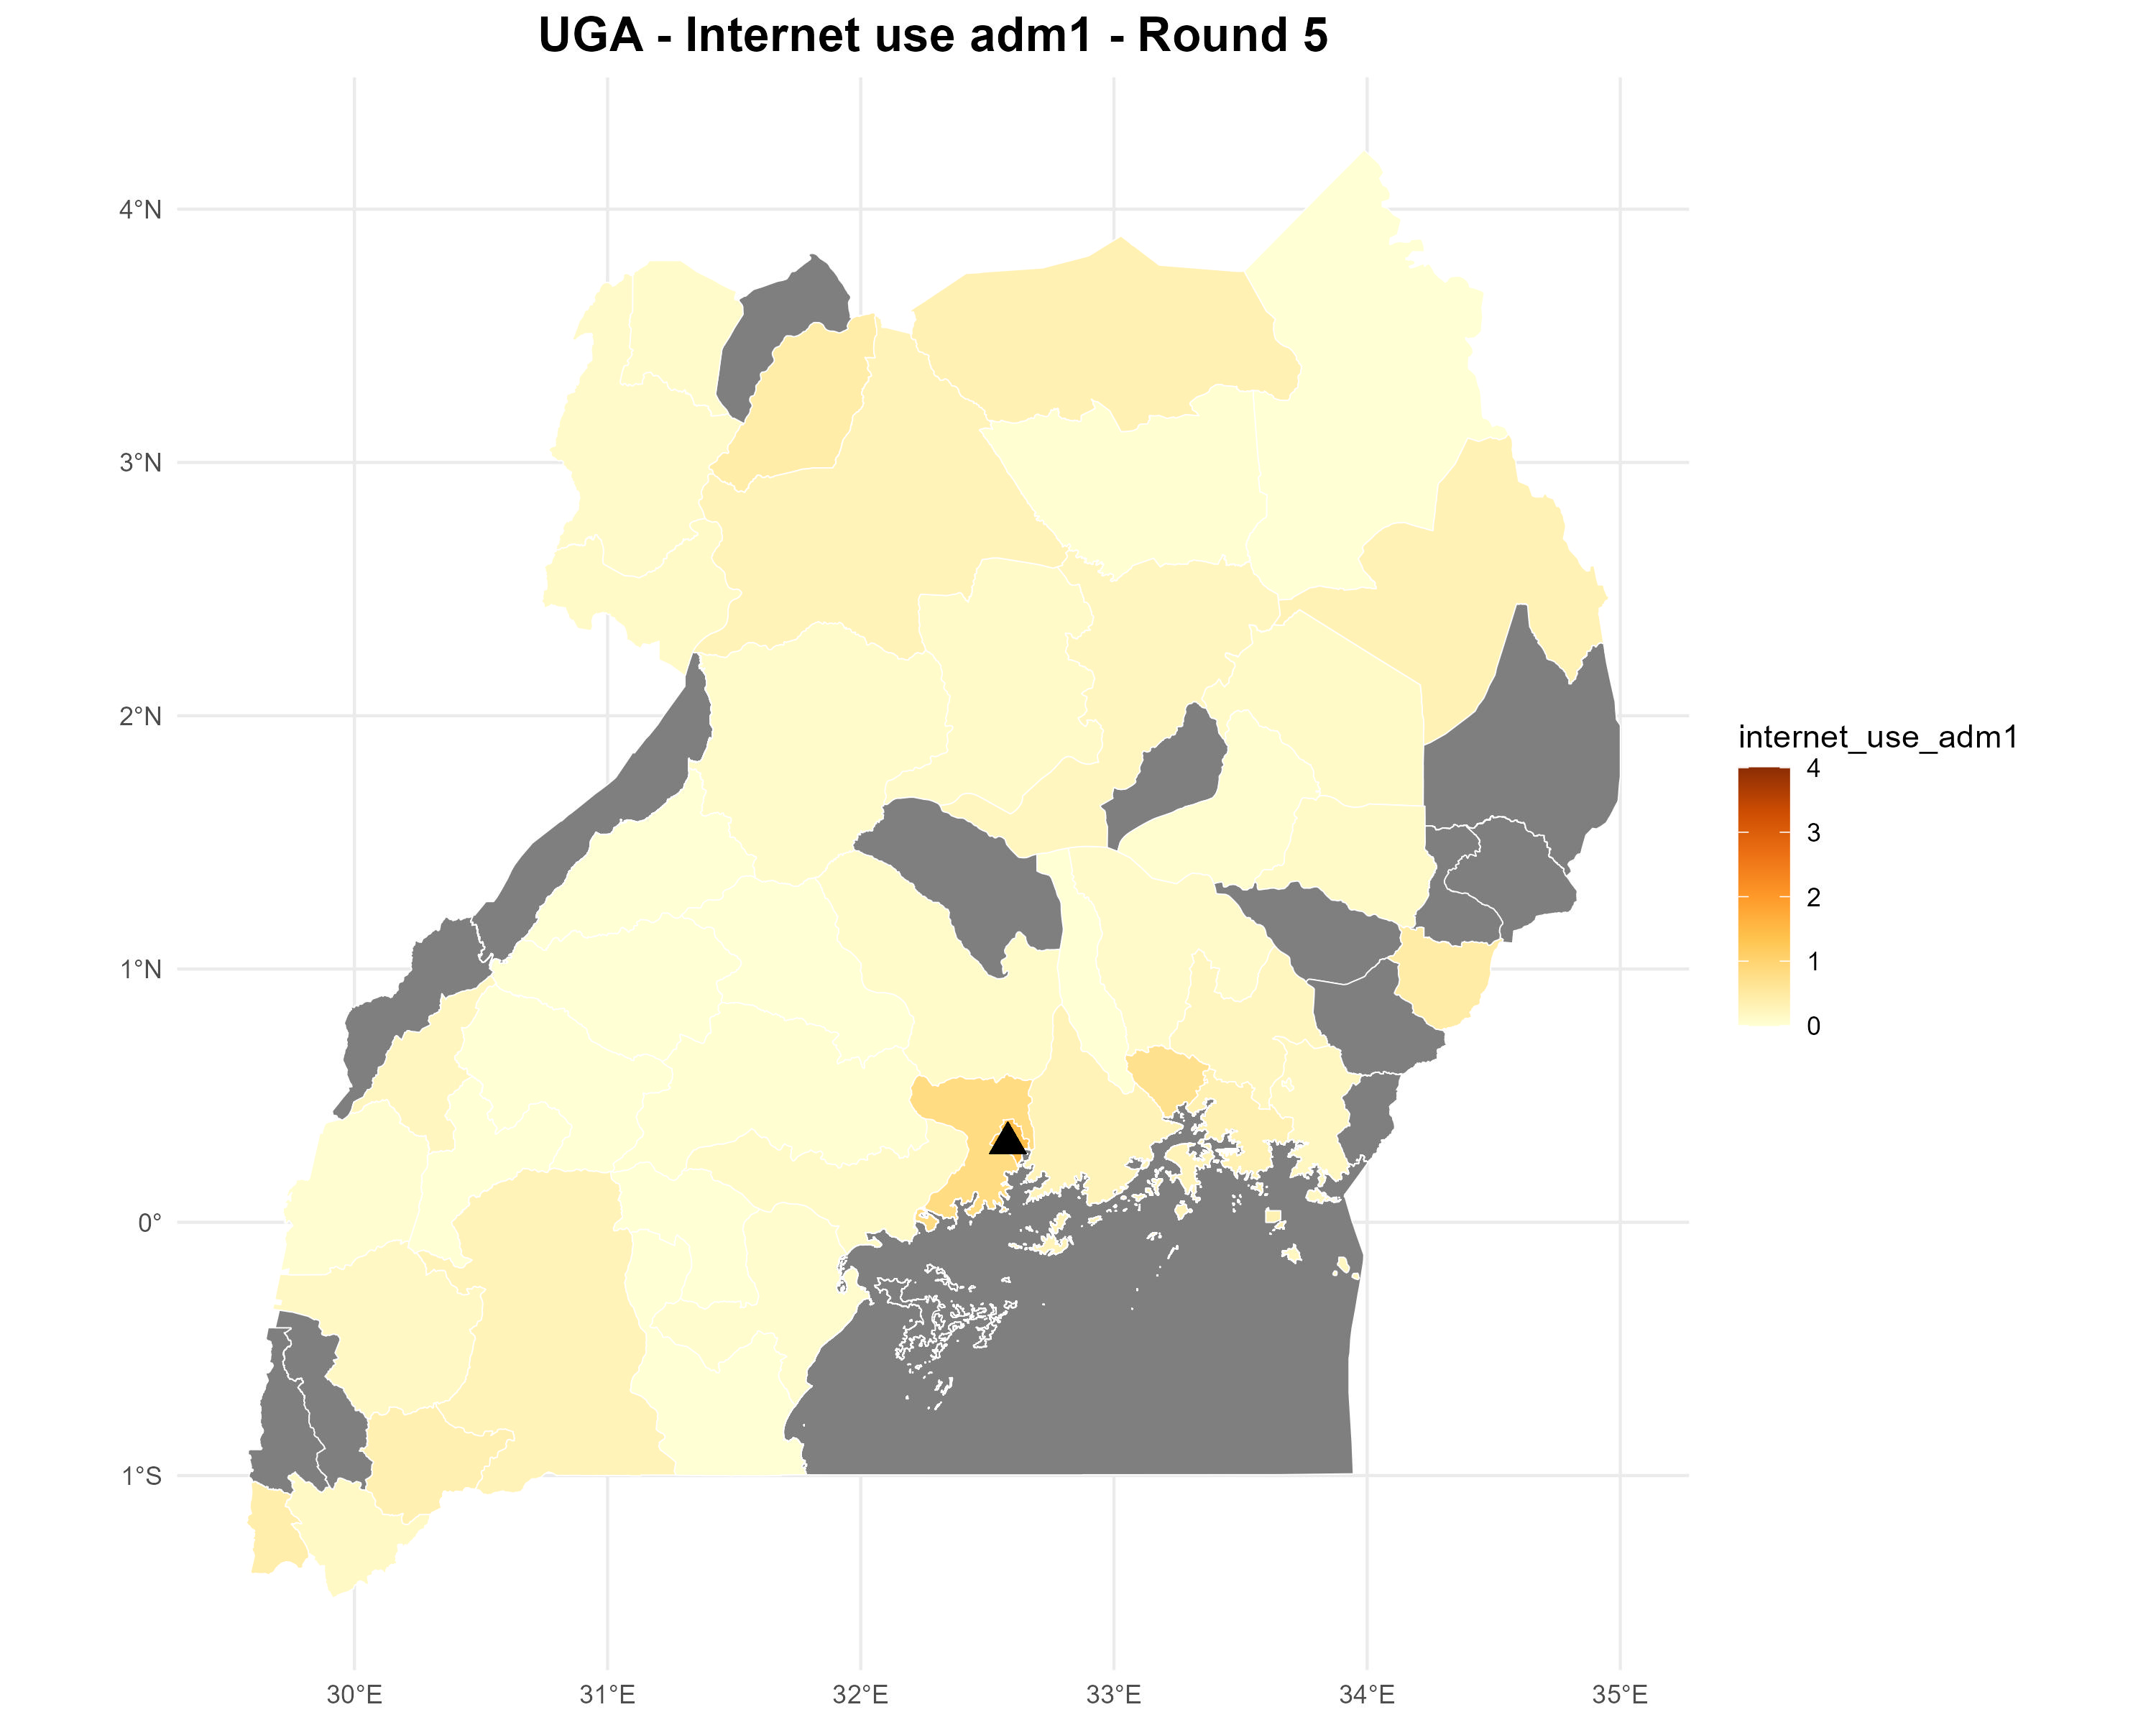 UGA - Internet use adm1 - Round 5
4°N
3°N
2°N
1°N
0°
1°S
30°E
31°E
32°E
33°E
34°E
35°E
internet_use_adm1
4
3
2
1
0